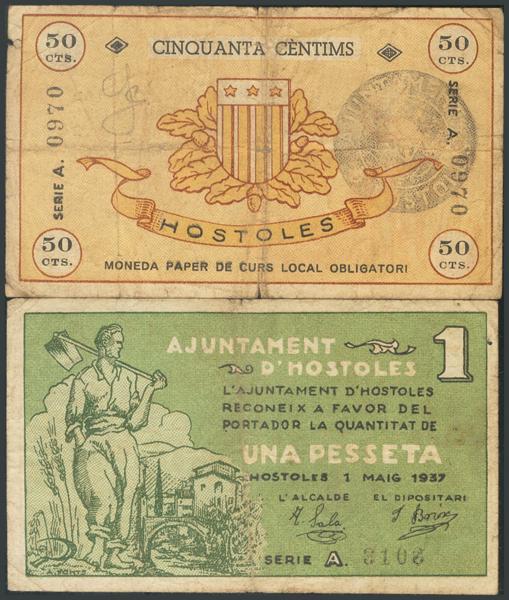 50 CTS.
CINQUANTA CÈNTIMS
50 CTS.
SERIE A. 0970
SERIE A. 0970
HOSTOLES
50 CTS.
MONEDA PAPER DE CURS LOCAL OBLIGATORI
50 CTS.
AJUNTAMENT
D'HOSTOLES
1
L'AJUNTAMENT D'HOSTOLES
RECONEIX A FAVOR DEL
PORTADOR LA QUANTITAT DE
UNA PESSETA
HOSTOLES 1 MAIG 1937
L'ALCALDE EL DIPOSITARI
SERIE A. 3106